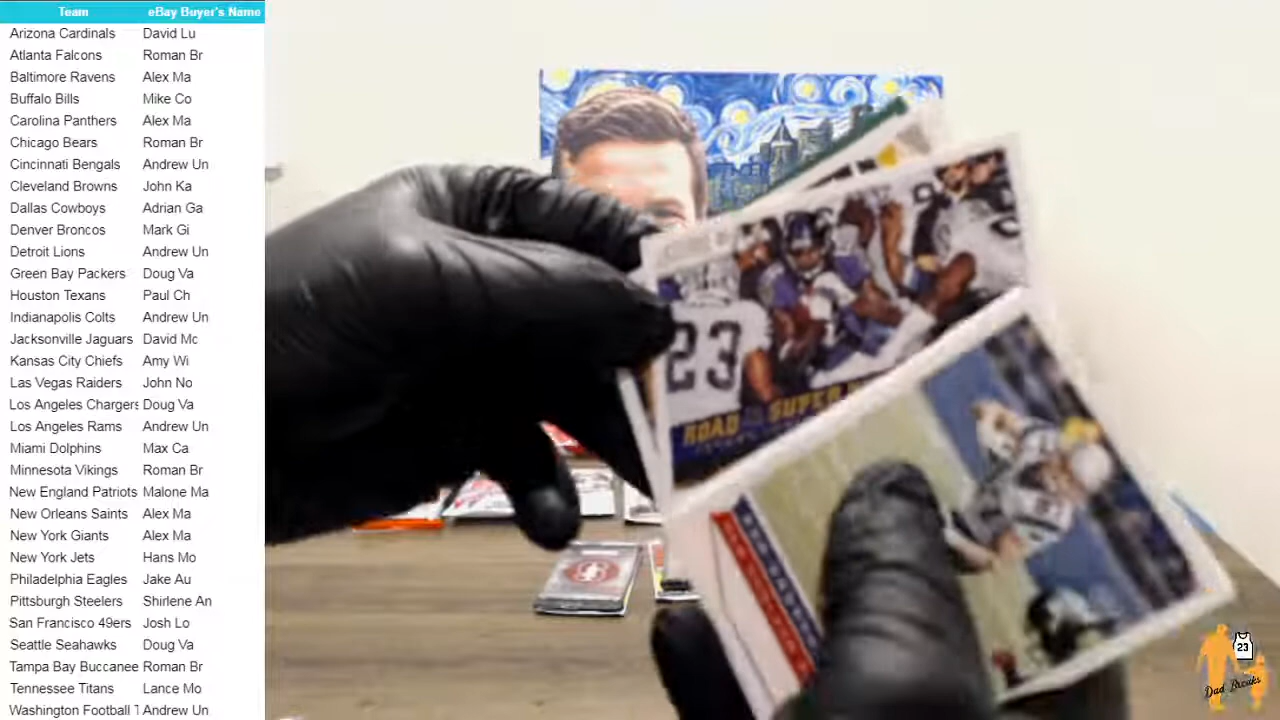 Team eBay Buyer's Name
Arizona Cardinals David Lu
Atlanta Falcons Roman Br
Baltimore Ravens Alex Ma
Buffalo Bills Mike Co
Carolina Panthers Alex Ma
Chicago Bears Roman Br
Cincinnati Bengals Andrew Un
Cleveland Browns John Ka
Dallas Cowboys Adrian Ga
Denver Broncos Mark Gi
Detroit Lions Andrew Un
Green Bay Packers Doug Va
Houston Texans Paul Ch
Indianapolis Colts Andrew Un
Jacksonville Jaguars David Mc
Kansas City Chiefs Amy Wi
Las Vegas Raiders John No
Los Angeles Chargers Doug Va
Los Angeles Rams Andrew Un
Miami Dolphins Max Ca
Minnesota Vikings Roman Br
New England Patriots Malone Ma
New Orleans Saints Alex Ma
New York Giants Alex Ma
New York Jets Hans Mo
Philadelphia Eagles Jake Au
Pittsburgh Steelers Shirlene An
San Francisco 49ers Josh Lo
Seattle Seahawks Doug Va
Tampa Bay Buccanee Roman Br
Tennessee Titans Lance Mo
Washington Football T Andrew Un
23
ROAD SUPER
23
Dad Breaks